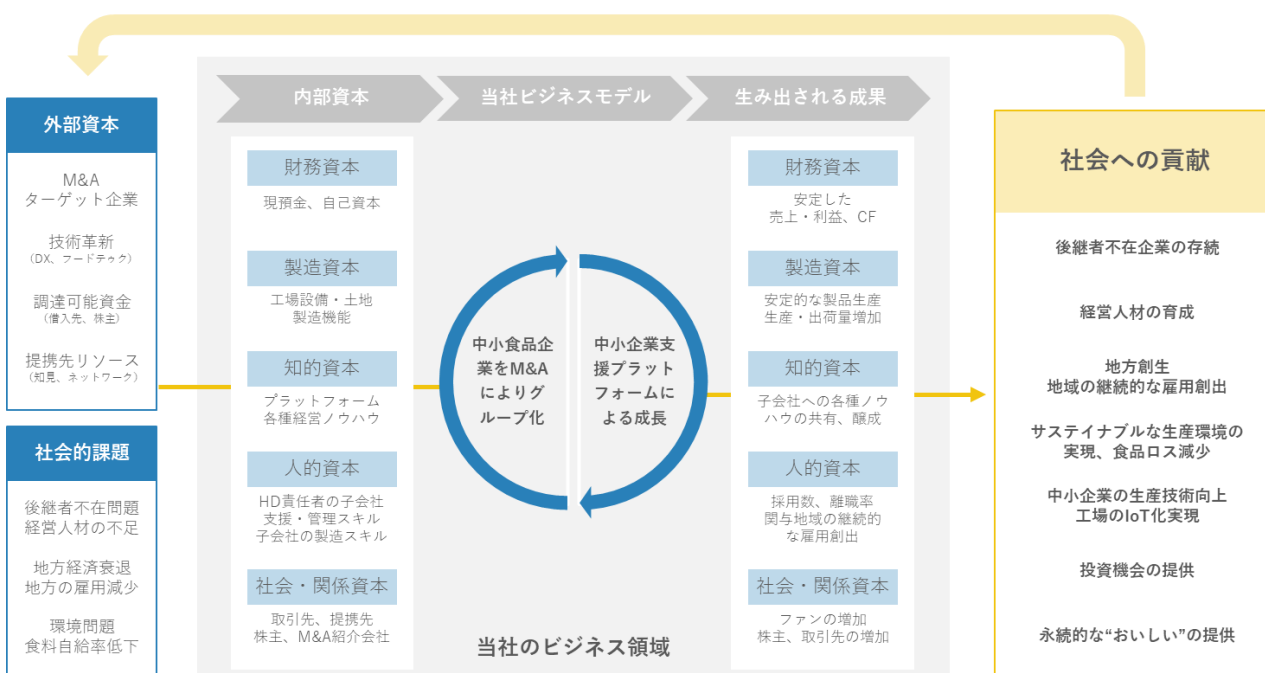 外部資本
M&A
ターゲット企業
技術革新
（DX、フードテック）
調達可能資金
（借入先、株主）
提携先リソース
（知見、ネットワーク）
社会的課題
後継者不在問題
経営人材の不足
地方経済衰退
地方の雇用減少
環境問題
食料自給率低下
内部資本
財務資本
現預金、自己資本
製造資本
工場設備・土地
製造機能
知的資本
プラットフォーム
各種経営ノウハウ
人的資本
HD責任者の子会社
支援・管理スキル
子会社の製造スキル
社会・関係資本
取引先、提携先
株主、M&A紹介会社
当社ビジネスモデル
中小食品企
業をM&A
によりグ
ループ化
中小企業支
援プラット
フォームに
よる成長
当社のビジネス領域
生み出される成果
財務資本
安定した
売上・利益、CF
製造資本
安定的な製品生産
生産・出荷量増加
知的資本
子会社への各種ノウ
ハウの共有、醸成
人的資本
採用数、離職率
関与地域の継続的
な雇用創出
社会・関係資本
ファンの増加
株主、取引先の増加
社会への貢献
後継者不在企業の存続
経営人材の育成
地方創生
地域の継続的な雇用創出
サステイナブルな生産環境の
実現、食品ロス減少
中小企業の生産技術向上
工場のIoT化実現
投資機会の提供
永続的な“おいしい”の提供